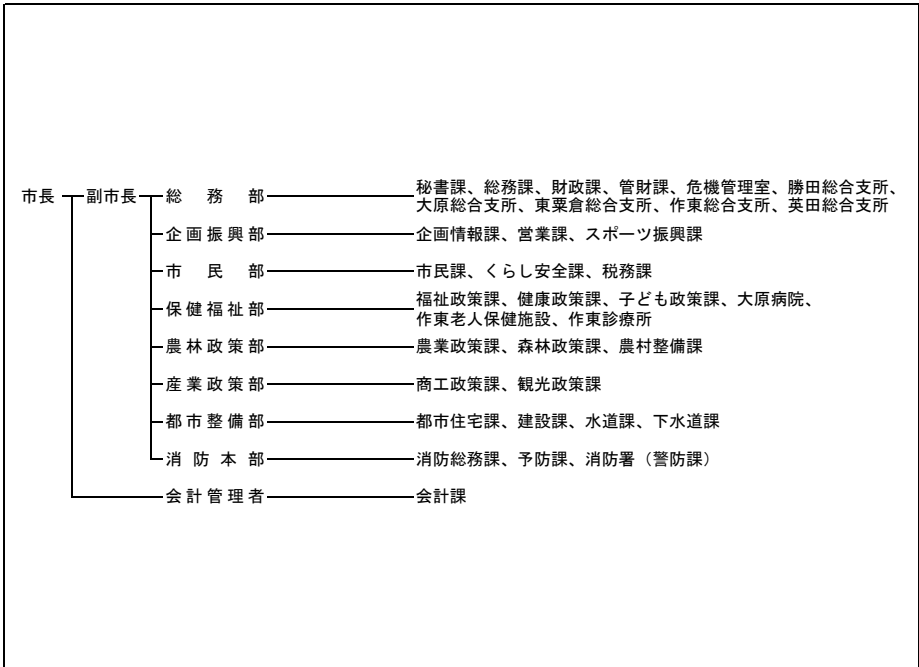 市長 副市長 総務部 秘書課、総務課、財政課、管財課、危機管理室、勝田総合支所、
大原総合支所、東粟倉総合支所、作東総合支所、英田総合支所
企画振興部 企画情報課、営業課、スポーツ振興課
市民部 市民課、くらし安全課、税務課
保健福祉部 福祉政策課、健康政策課、子ども政策課、大原病院、
作東老人保健施設、作東診療所
農林政策部 農業政策課、森林政策課、農村整備課
産業政策部 商工政策課、観光政策課
都市整備部 都市住宅課、建設課、水道課、下水道課
消防本部 消防総務課、予防課、消防署（警防課）
会計管理者 会計課